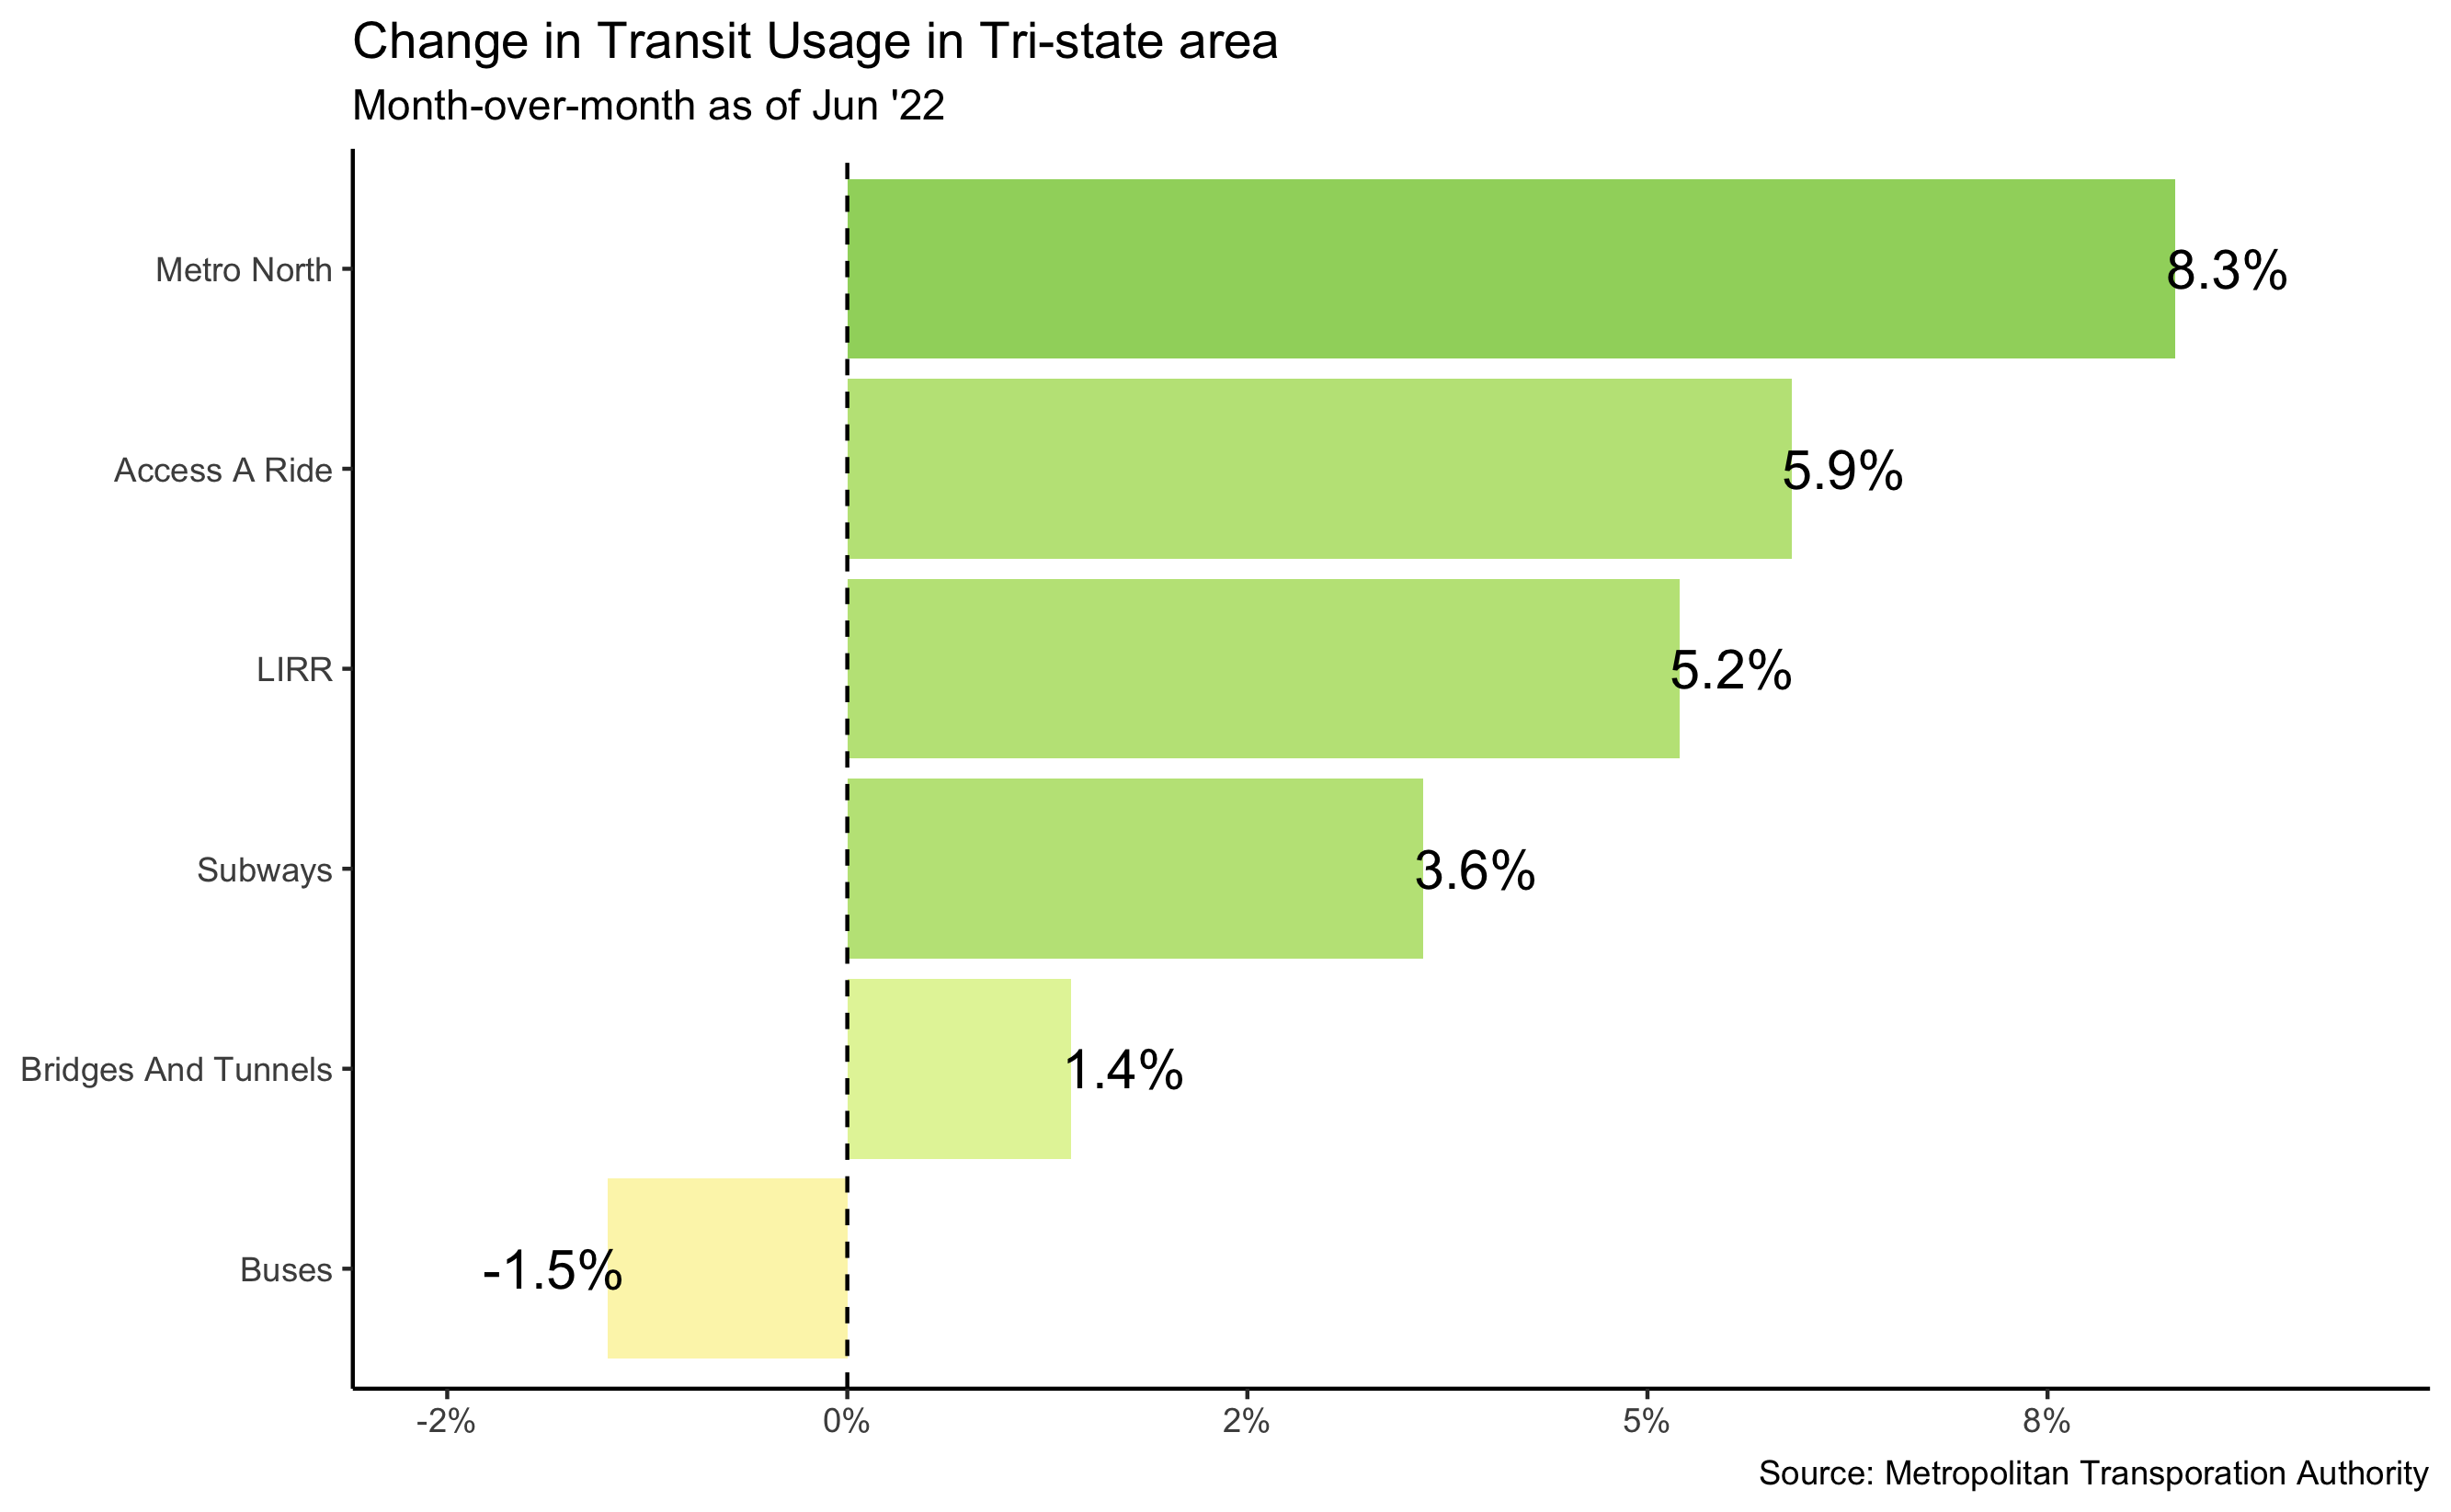 Change in Transit Usage in Tri-state area
Month-over-month as of Jun '22
Metro North
8.3%
Access A Ride
5.9%
LIRR
5.2%
Subways
3.6%
Bridges And Tunnels
1.4%
Buses
-1.5%
-2%
0%
2%
5%
8%
Source: Metropolitan Transporation Authority